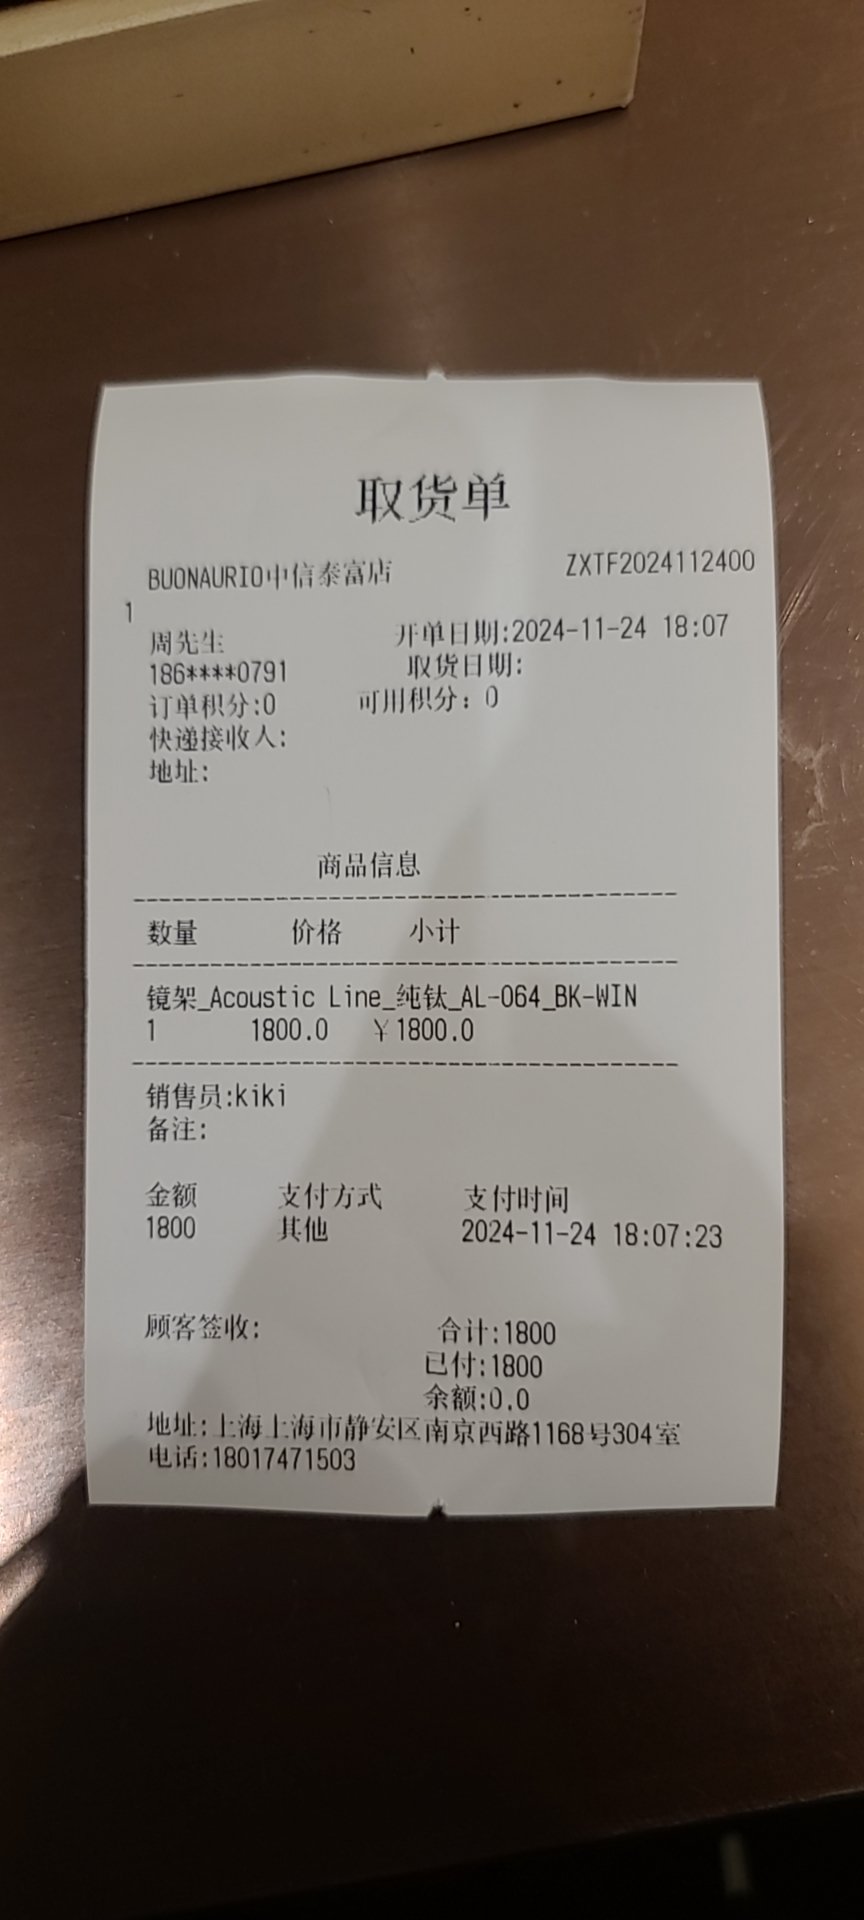 取货单
BUONAURIO中信泰富店 ZXTF2024112400
1
周先生 开单日期:2024-11-24 18:07
186****0791 取货日期:
订单积分:0 可用积分：0
快递接收人:
地址:
商品信息
数量 价格 小计
镜架_Acoustic Line_纯钛_AL-064_BK-WIN
1 1800.0 ￥1800.0
销售员:kiki
备注:
金额 支付方式 支付时间
1800 其他 2024-11-24 18:07:23
顾客签收: 合计:1800
已付:1800
余额:0.0
地址:上海上海市静安区南京西路1168号304室
电话:18017471503